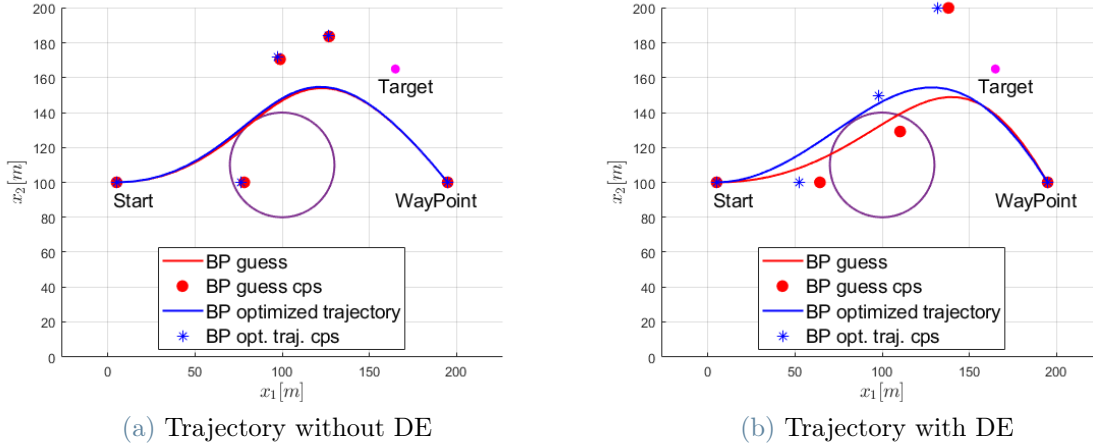 200
180
160
140
120
100
80
60
40
20
0
x₂[m]
Target
Start
WayPoint
BP guess
BP guess cps
BP optimized trajectory
BP opt. traj. cps
0 50 100 150 200
x₁[m]
(a) Trajectory without DE
200
180
160
140
120
100
80
60
40
20
0
x₂[m]
Target
Start
WayPoint
BP guess
BP guess cps
BP optimized trajectory
BP opt. traj. cps
0 50 100 150 200
x₁[m]
(b) Trajectory with DE